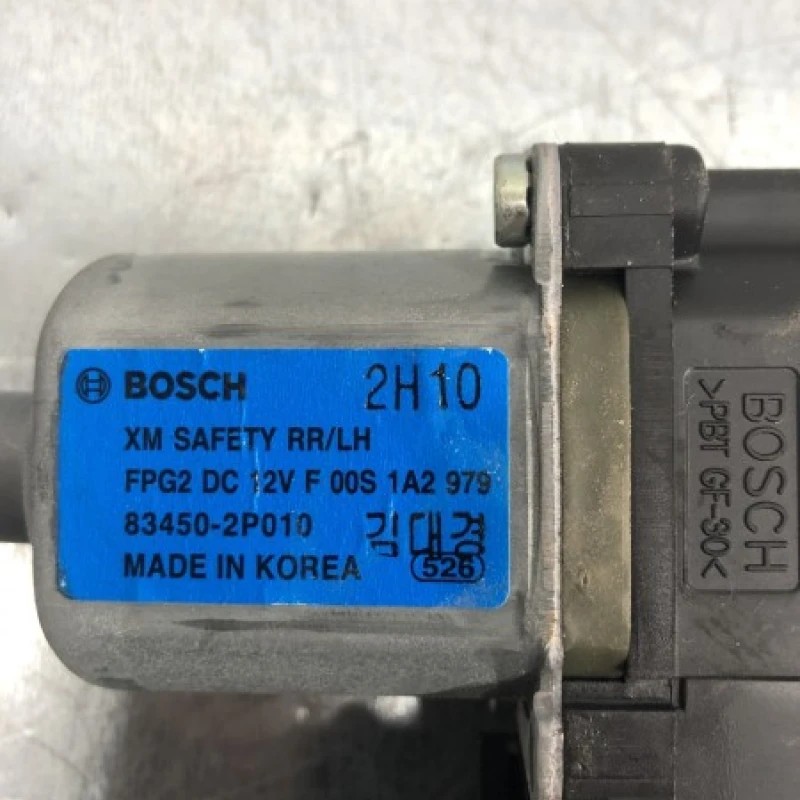 BOSCH 2H10
XM SAFETY RR/LH
FPG2 DC 12V F 00S 1A2 979
83450-2P010 김대정
MADE IN KOREA 526
BOSCH
>PBT GF-30<